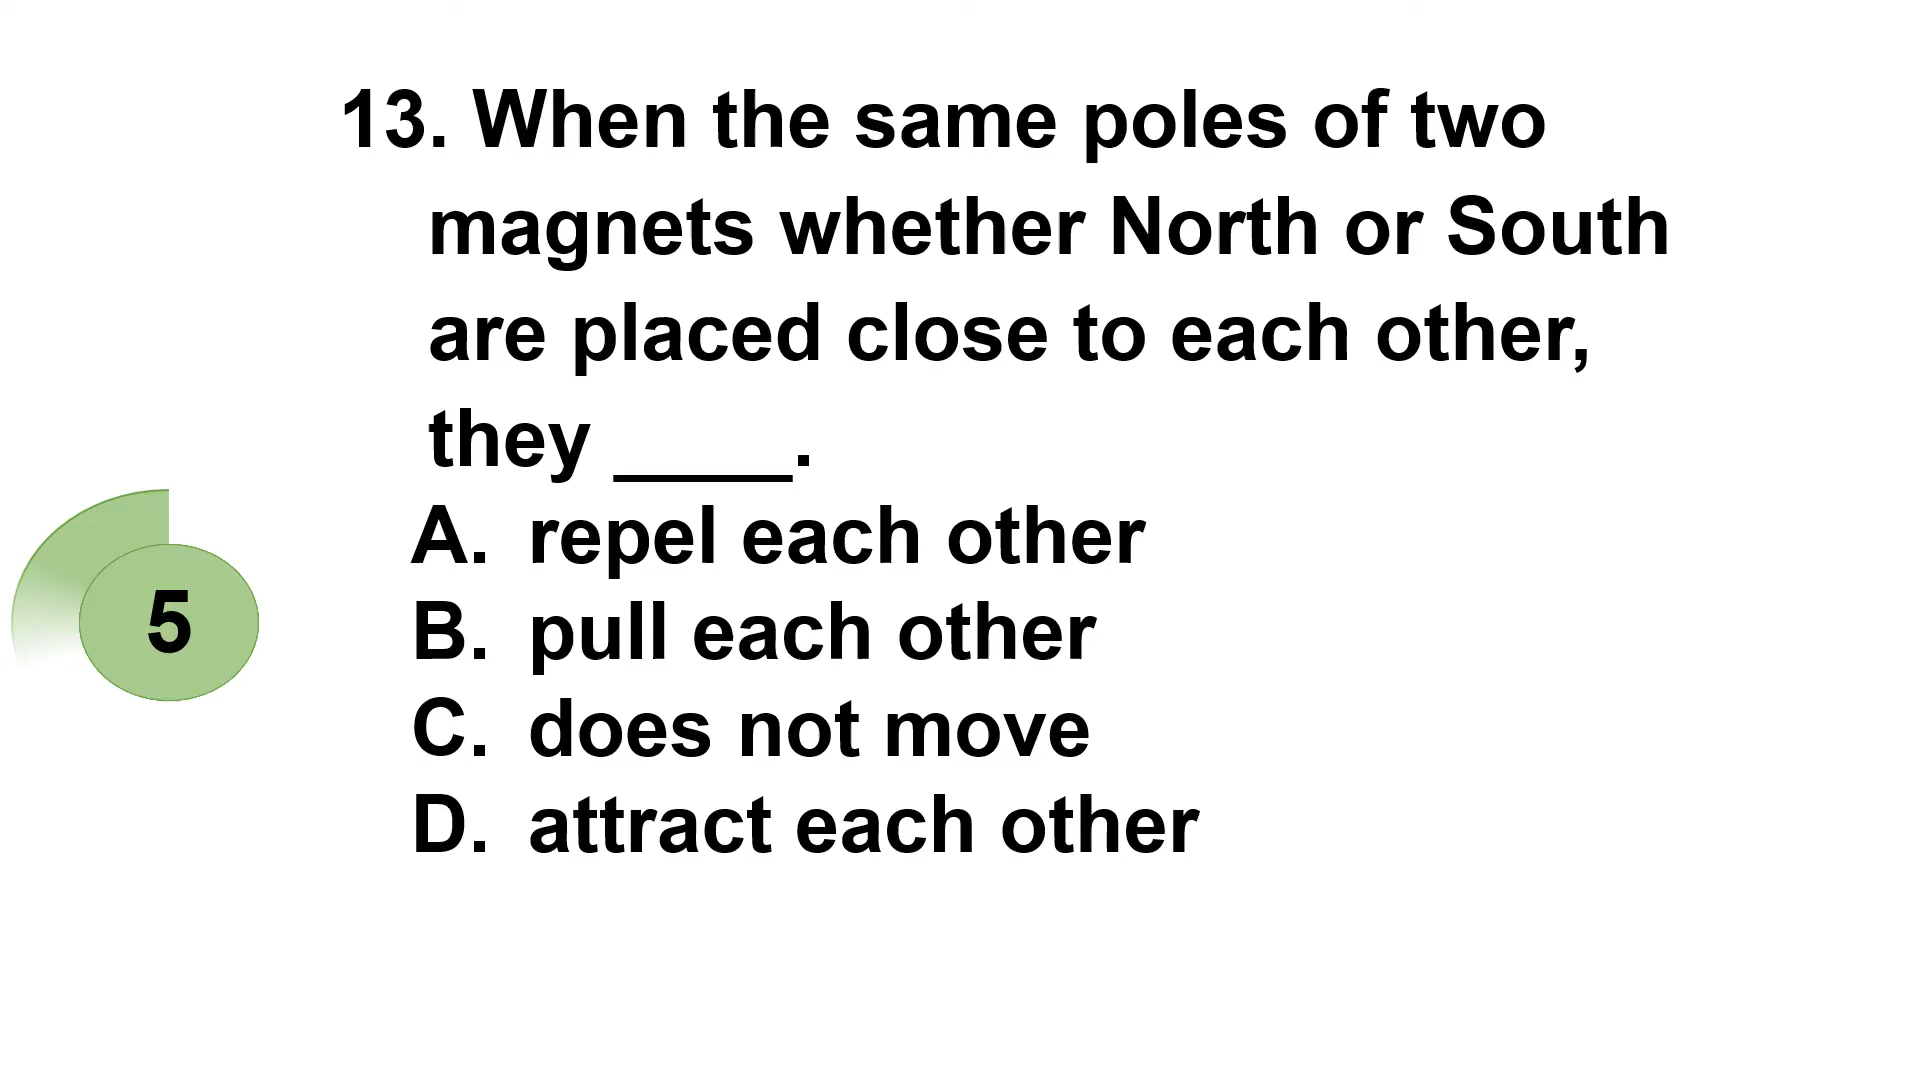 13. When the same poles of two
magnets whether North or South
are placed close to each other,
they ____.
A. repel each other
B. pull each other
5
C. does not move
D. attract each other